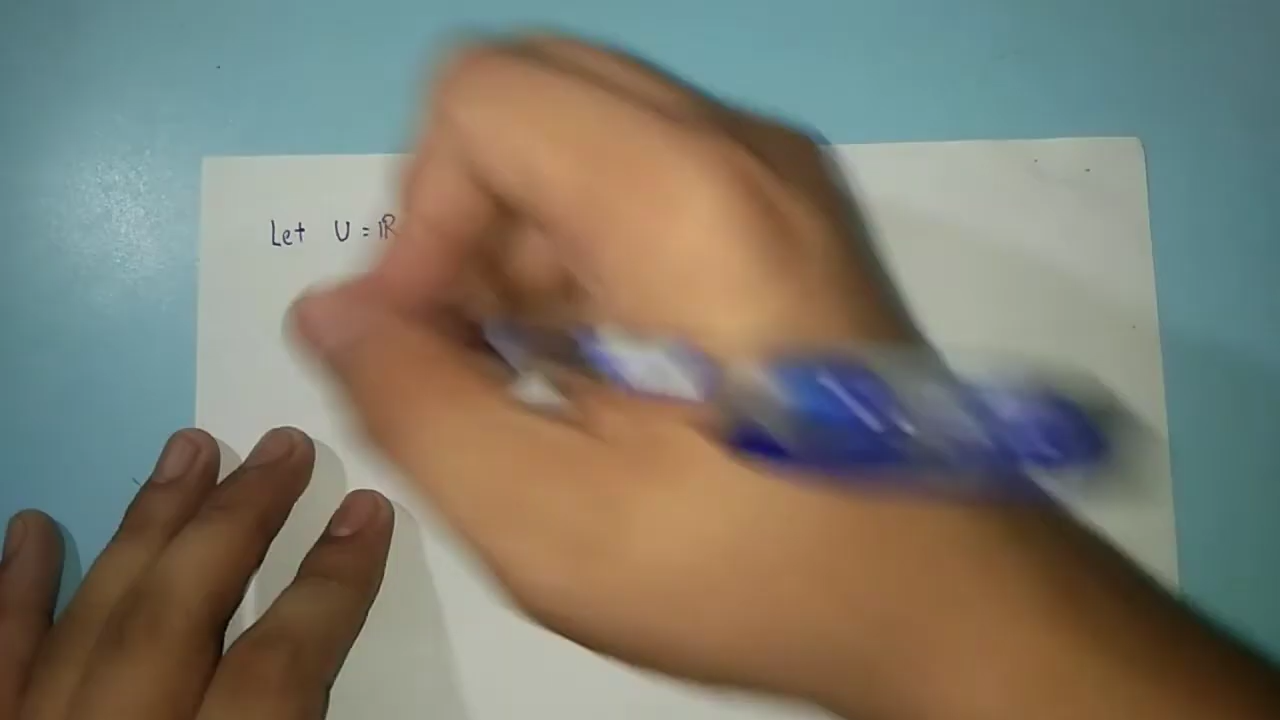 Let U = ℝ